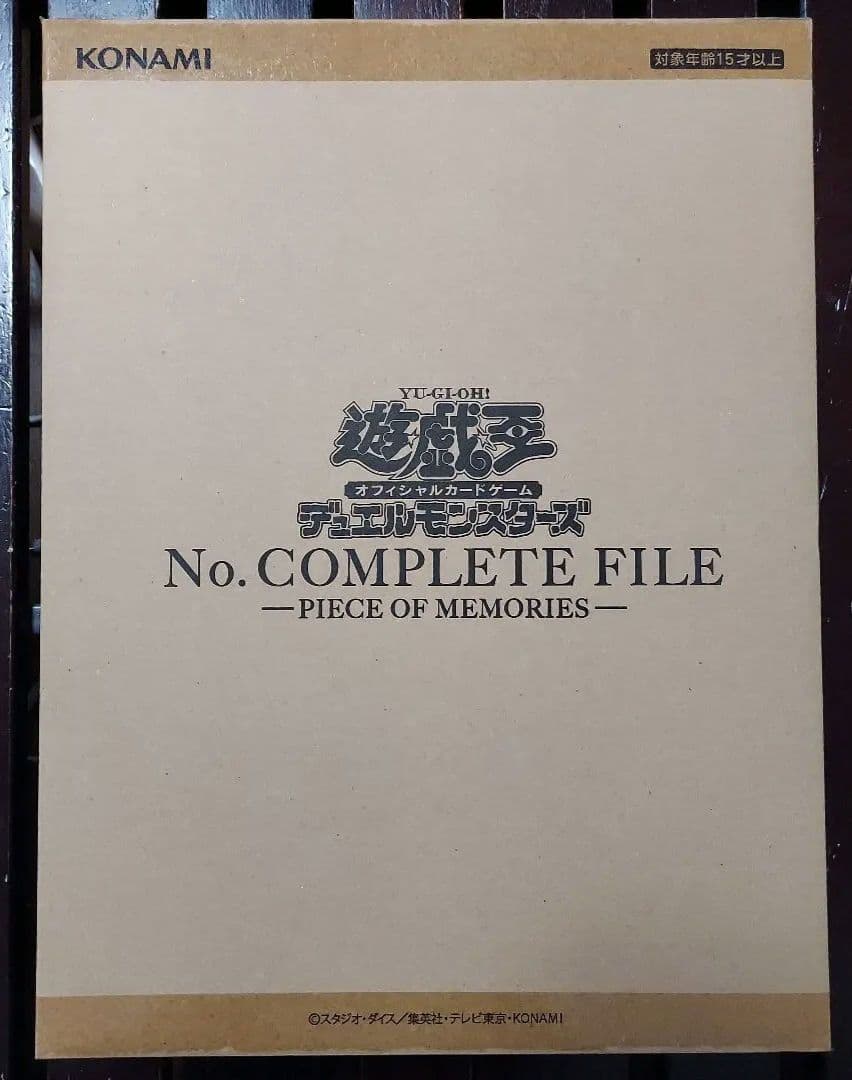 KONAMI
対象年齢15才以上
YU-GI-OH!
遊☆戯☆王
オフィシャルカードゲーム
デュエルモンスターズ
No. COMPLETE FILE
—PIECE OF MEMORIES—
©スタジオ・ダイス/集英社・テレビ東京・KONAMI